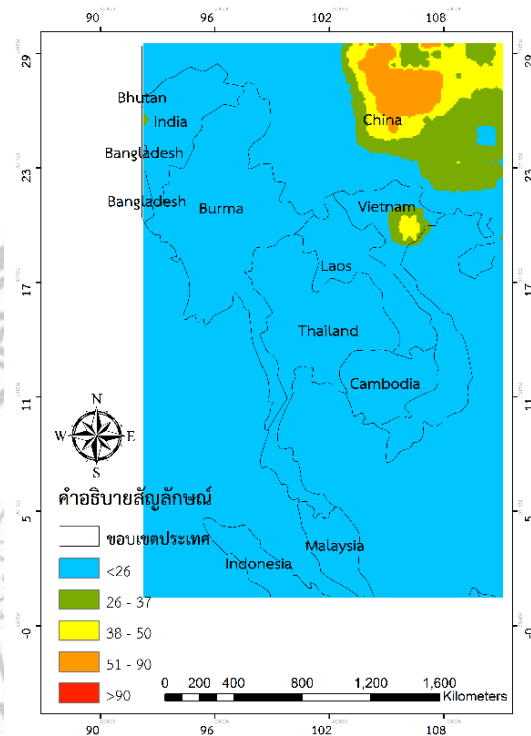 90 96 102 108
29 29
Bhutan
China
India
Bangladesh
23 23
Bangladesh
Burma
Vietnam
Laos
17 17
Thailand
Cambodia
11 11
N
W E
S
คำอธิบายสัญลักษณ์
5 5
ขอบเขตประเทศ
Malaysia
Indonesia
<26
26 - 37
38 - 50
-0 -0
51 - 90
0 200 400 800 1,200 1,600
Kilometers
>90
90 96 102 108